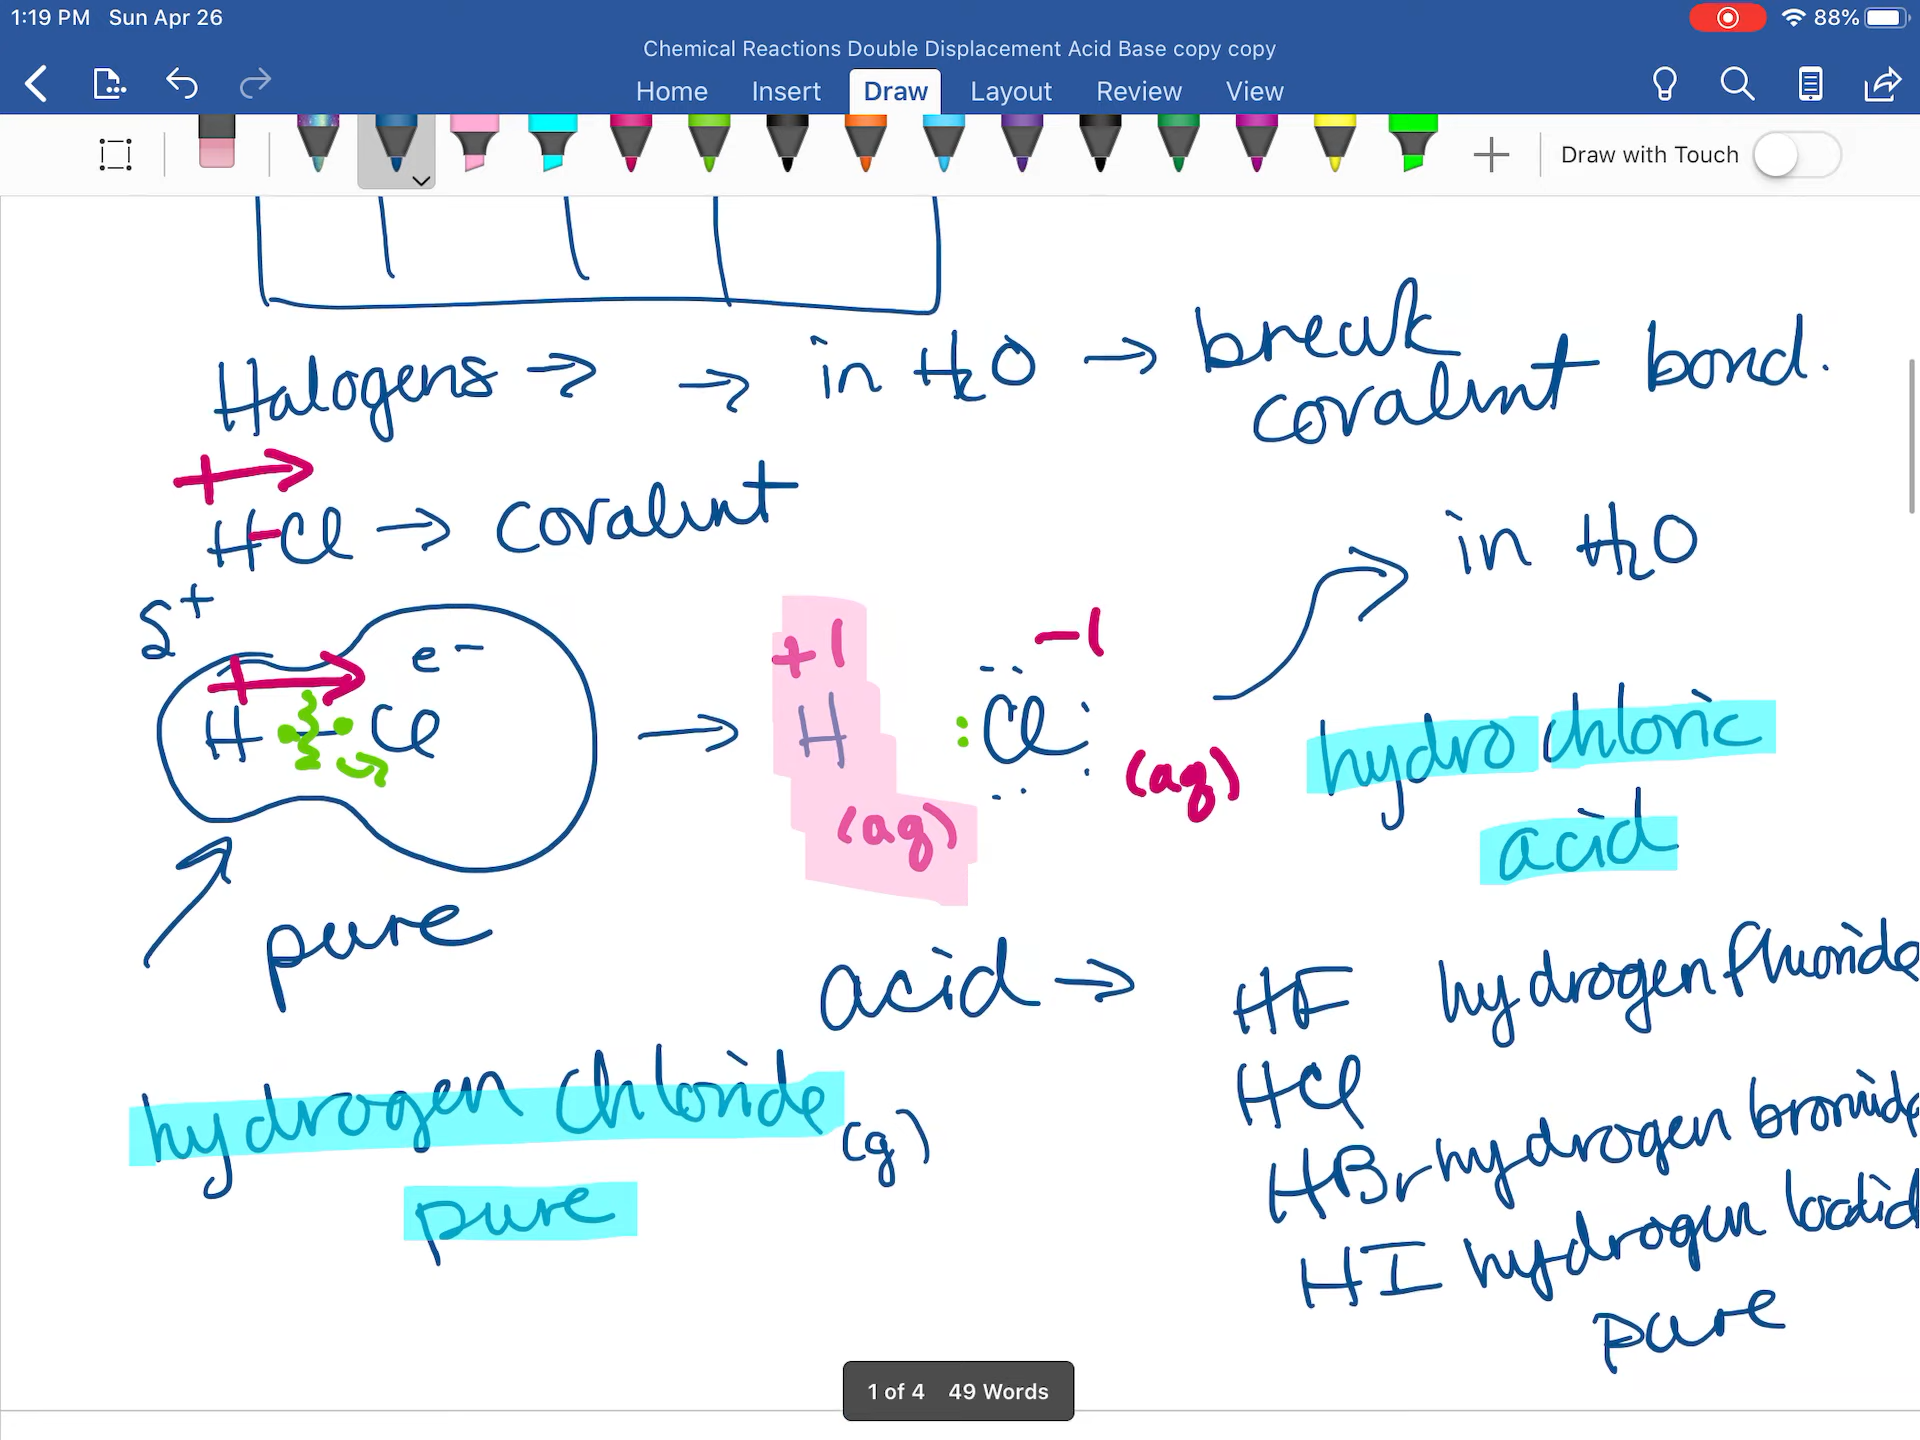 1:19 PM Sun Apr 26 88%
Chemical Reactions Double Displacement Acid Base copy copy
Home Insert Draw Layout Review View
Draw with Touch
Halogens → → in H2O → break covalent bond.
HCl → covalent
in H2O
δ+
e−
+1 −1
H – Cl → H :Cl:
(aq) (aq)
hydrochloric
acid
pure
acid → HF hydrogen fluoride
HCl
hydrogen chloride (g)
HBr hydrogen bromide
pure
HI hydrogen
pure
1 of 4 49 Words